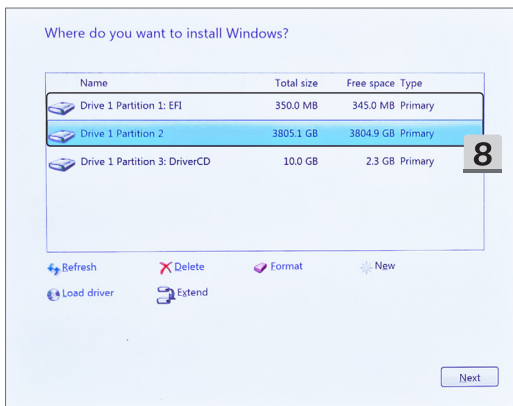 Where do you want to install Windows?
Name Total size Free space Type
Drive 1 Partition 1: EFI 350.0 MB 345.0 MB Primary
Drive 1 Partition 2 3805.1 GB 3804.9 GB Primary
8
Drive 1 Partition 3: DriverCD 10.0 GB 2.3 GB Primary
Refresh Delete Format New
Load driver Extend
Next